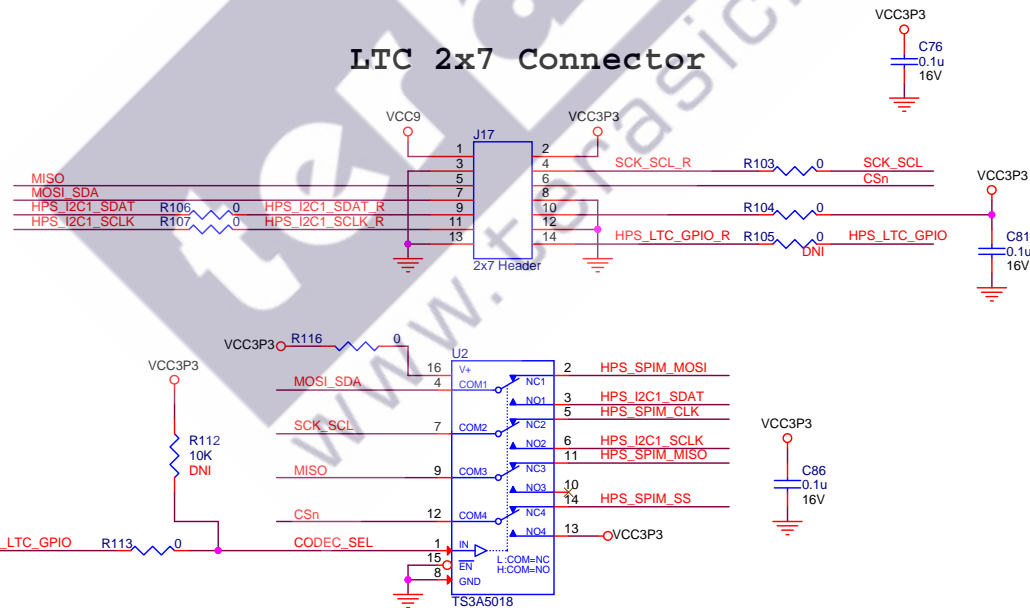 LTC 2x7 Connector
VCC3P3
C76
0.1u
16V
VCC9
VCC3P3
J17
1 2
3 4 SCK_SCL_R R103 0 SCK_SCL
MISO 5 6 CSn
MOSI_SDA 7 8
HPS_I2C1_SDAT R106 0 HPS_I2C1_SDAT_R 9 10 R104 0 VCC3P3
HPS_I2C1_SCLK R107 0 HPS_I2C1_SCLK_R 11 12
13 14 HPS_LTC_GPIO_R R105 0 HPS_LTC_GPIO
DNI
2x7 Header
C81
0.1u
16V
VCC3P3 R116 0
U2
VCC3P3
16 V+
MOSI_SDA 4 COM1 NC1 2 HPS_SPIM_MOSI
NO1 3 HPS_I2C1_SDAT
SCK_SCL 7 COM2 NC2 5 HPS_SPIM_CLK
NO2 6 HPS_I2C1_SCLK
MISO 9 COM3 NC3 11 HPS_SPIM_MISO
NO3 10
CSn 12 COM4 NC4 14 HPS_SPIM_SS
NO4 13 VCC3P3
R112
10K
DNI
_LTC_GPIO R113 0 CODEC_SEL 1 IN
15 EN
8 GND
L:COM=NC
H:COM=NO
TS3A5018
VCC3P3
C86
0.1u
16V
www.terasic